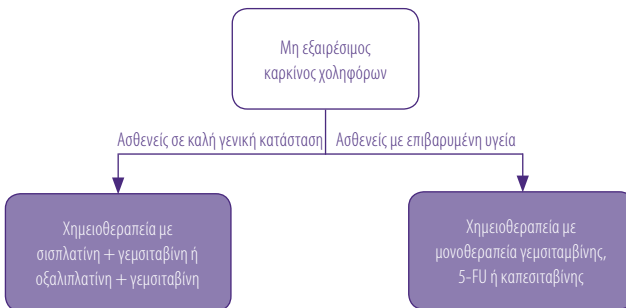 Μη εξαιρέσιμος
καρκίνος χοληφόρων
Ασθενείς σε καλή γενική κατάσταση
Ασθενείς με επιβαρυμένη υγεία
Χημειοθεραπεία με
σισπλατίνη + γεμσιταβίνη ή
οξαλιπλατίνη + γεμσιταβίνη
Χημειοθεραπεία με
μονοθεραπεία γεμσιταμβίνης,
5-FU ή καπεσιταβίνης